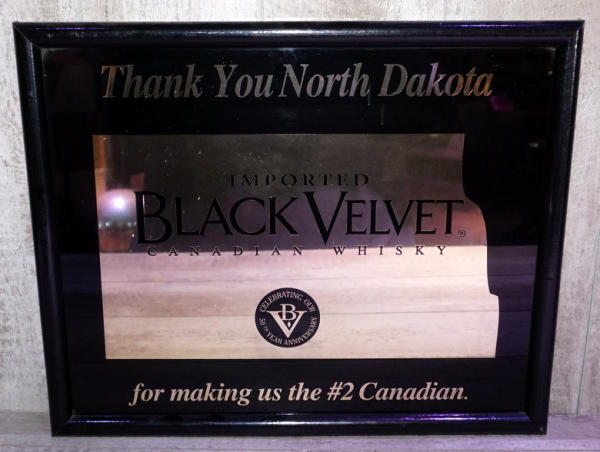 Thank You North Dakota
IMPORTED
BLACK VELVET®
CANADIAN WHISKY
CELEBRATING OUR
BV
50TH YEAR ANNIVERSARY
for making us the #2 Canadian.